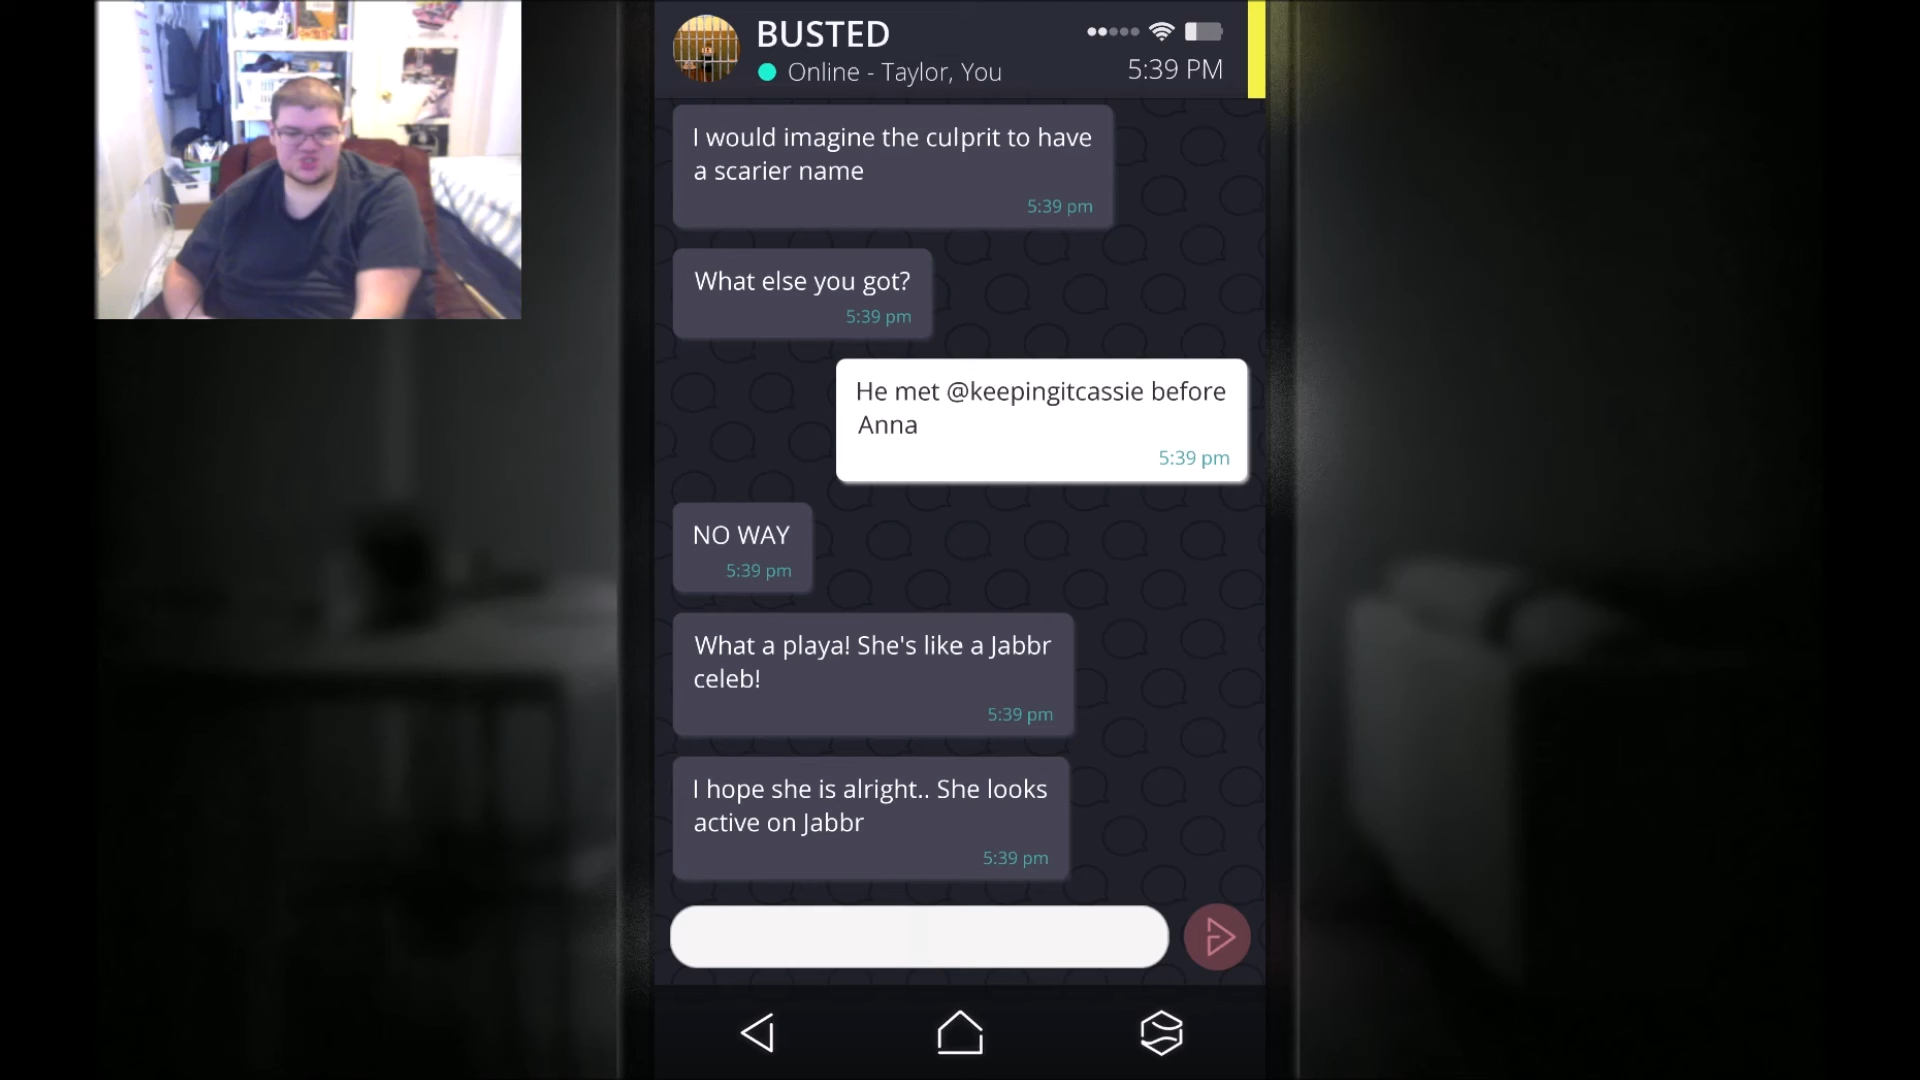 BUSTED
Online - Taylor, You
5:39 PM
I would imagine the culprit to have
a scarier name
5:39 pm
What else you got?
5:39 pm
He met @keepingitcassie before
Anna
5:39 pm
NO WAY
5:39 pm
What a playa! She's like a Jabbr
celeb!
5:39 pm
I hope she is alright.. She looks
active on Jabbr
5:39 pm